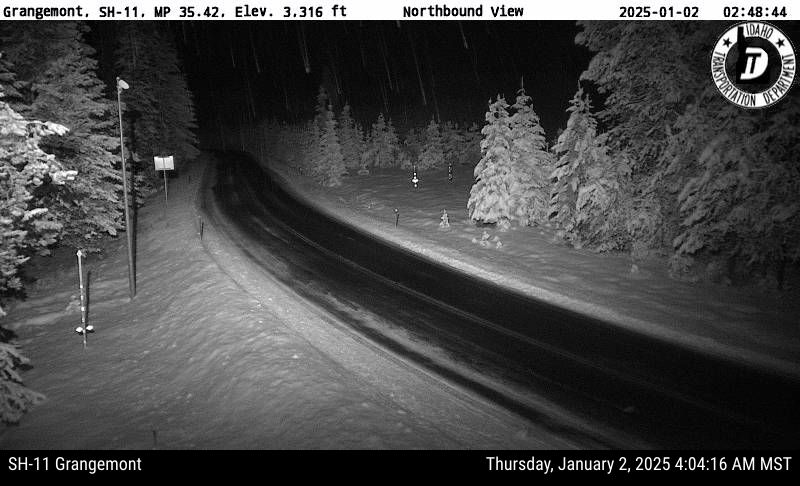 Grangemont, SH-11, MP 35.42, Elev. 3,316 ft Northbound View 2025-01-02 02:48:44
IDAHO
TRANSPORTATION DEPARTMENT
SH-11 Grangemont Thursday, January 2, 2025 4:04:16 AM MST